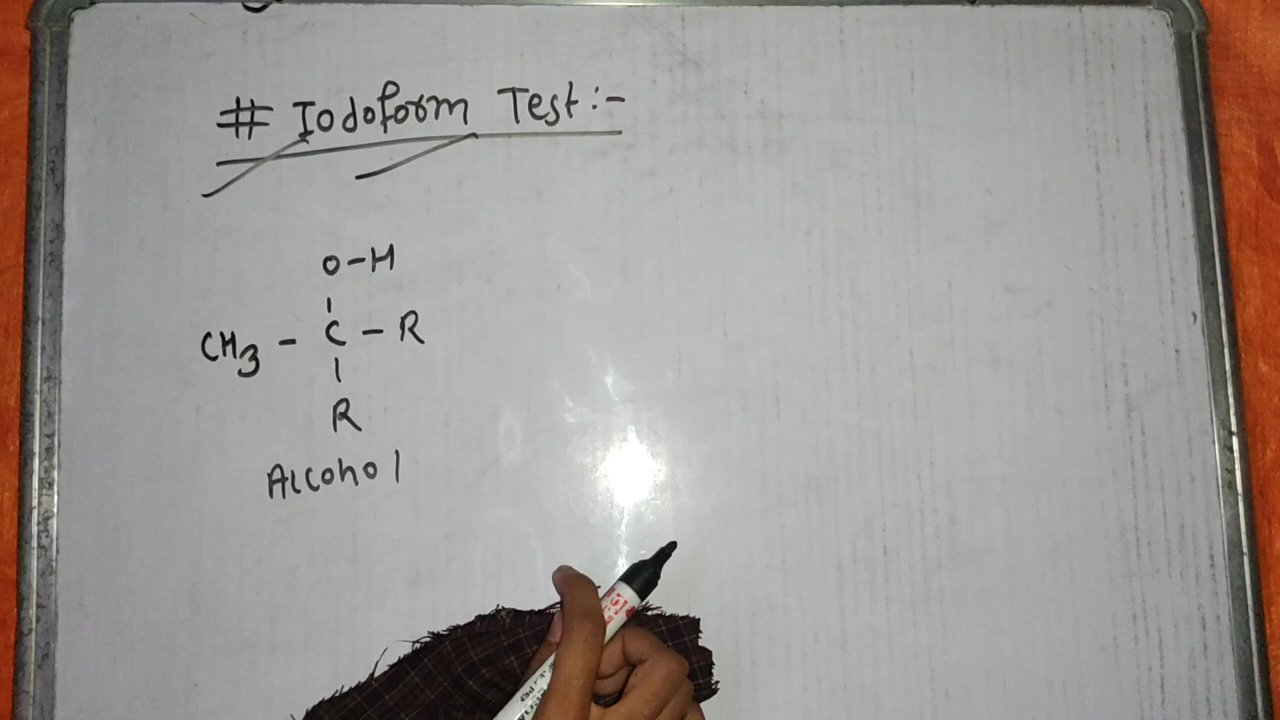 # Iodoform Test:-
O-H
CH3 - C - R
R
Alcohol